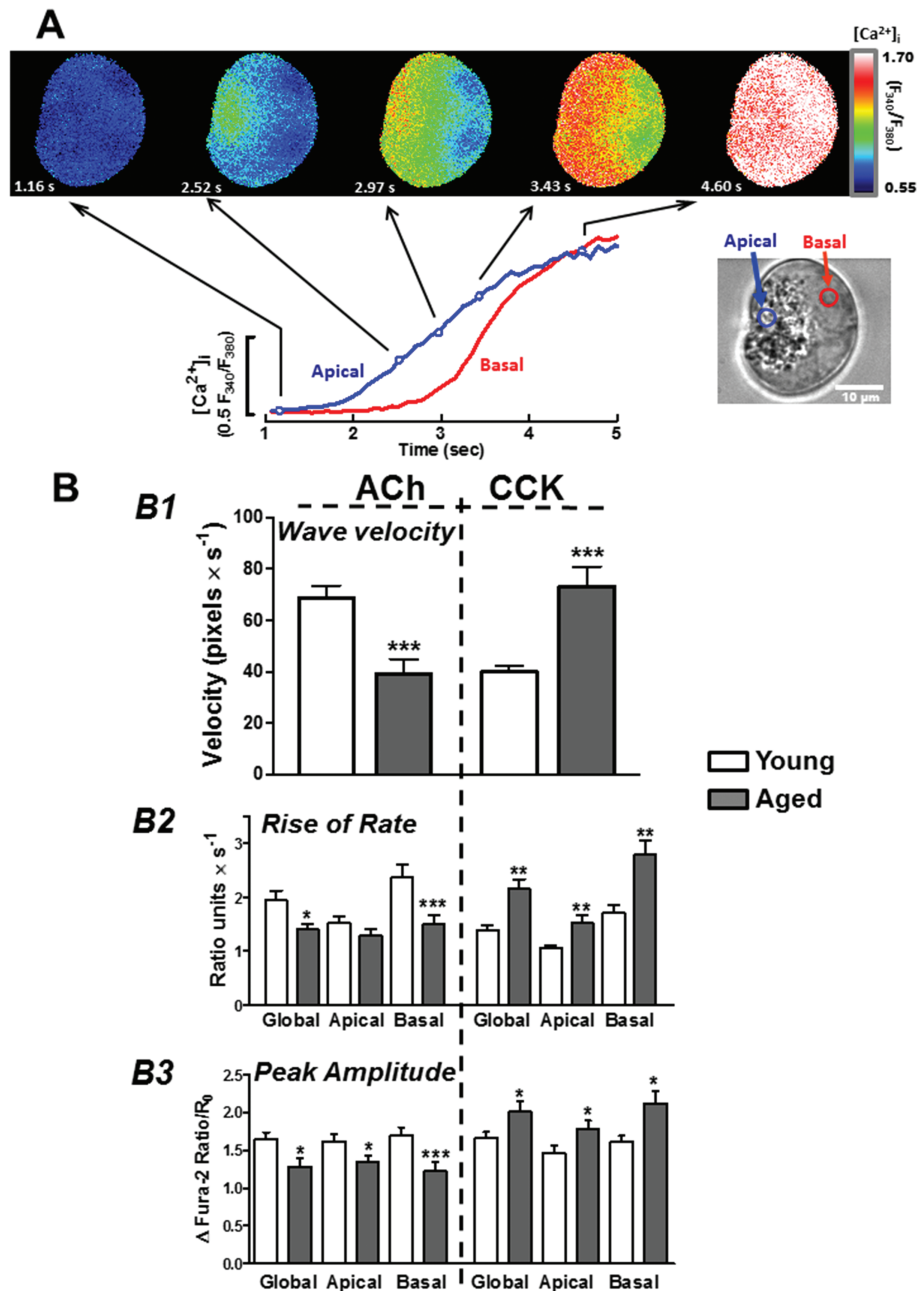 A
[Ca²⁺]ᵢ
1.70
(F₃₄₀/F₃₈₀)
0.55
1.16 s
2.52 s
2.97 s
3.43 s
4.60 s
[Ca²⁺]ᵢ
(0.5 F₃₄₀/F₃₈₀)
Apical
Basal
1 2 3 4 5
Time (sec)
Apical Basal
10 µm
B
ACh CCK
B1
Wave velocity
Velocity (pixels × s⁻¹)
100
80
60
40
20
0
***
***
Young
Aged
B2
Rise of Rate
Ratio units × s⁻¹
3
2
1
0
* *** ** ** **
Global Apical Basal Global Apical Basal
B3
Peak Amplitude
Δ Fura-2 Ratio/R₀
2.5
2.0
1.5
1.0
0.5
0.0
* * *** * * *
Global Apical Basal Global Apical Basal